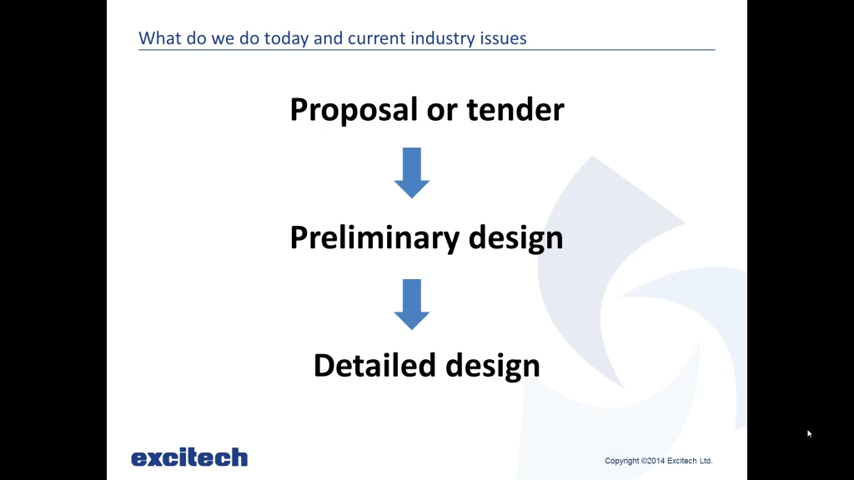 What do we do today and current industry issues
Proposal or tender
Preliminary design
Detailed design
excitech
Copyright ©2014 Excitech Ltd.